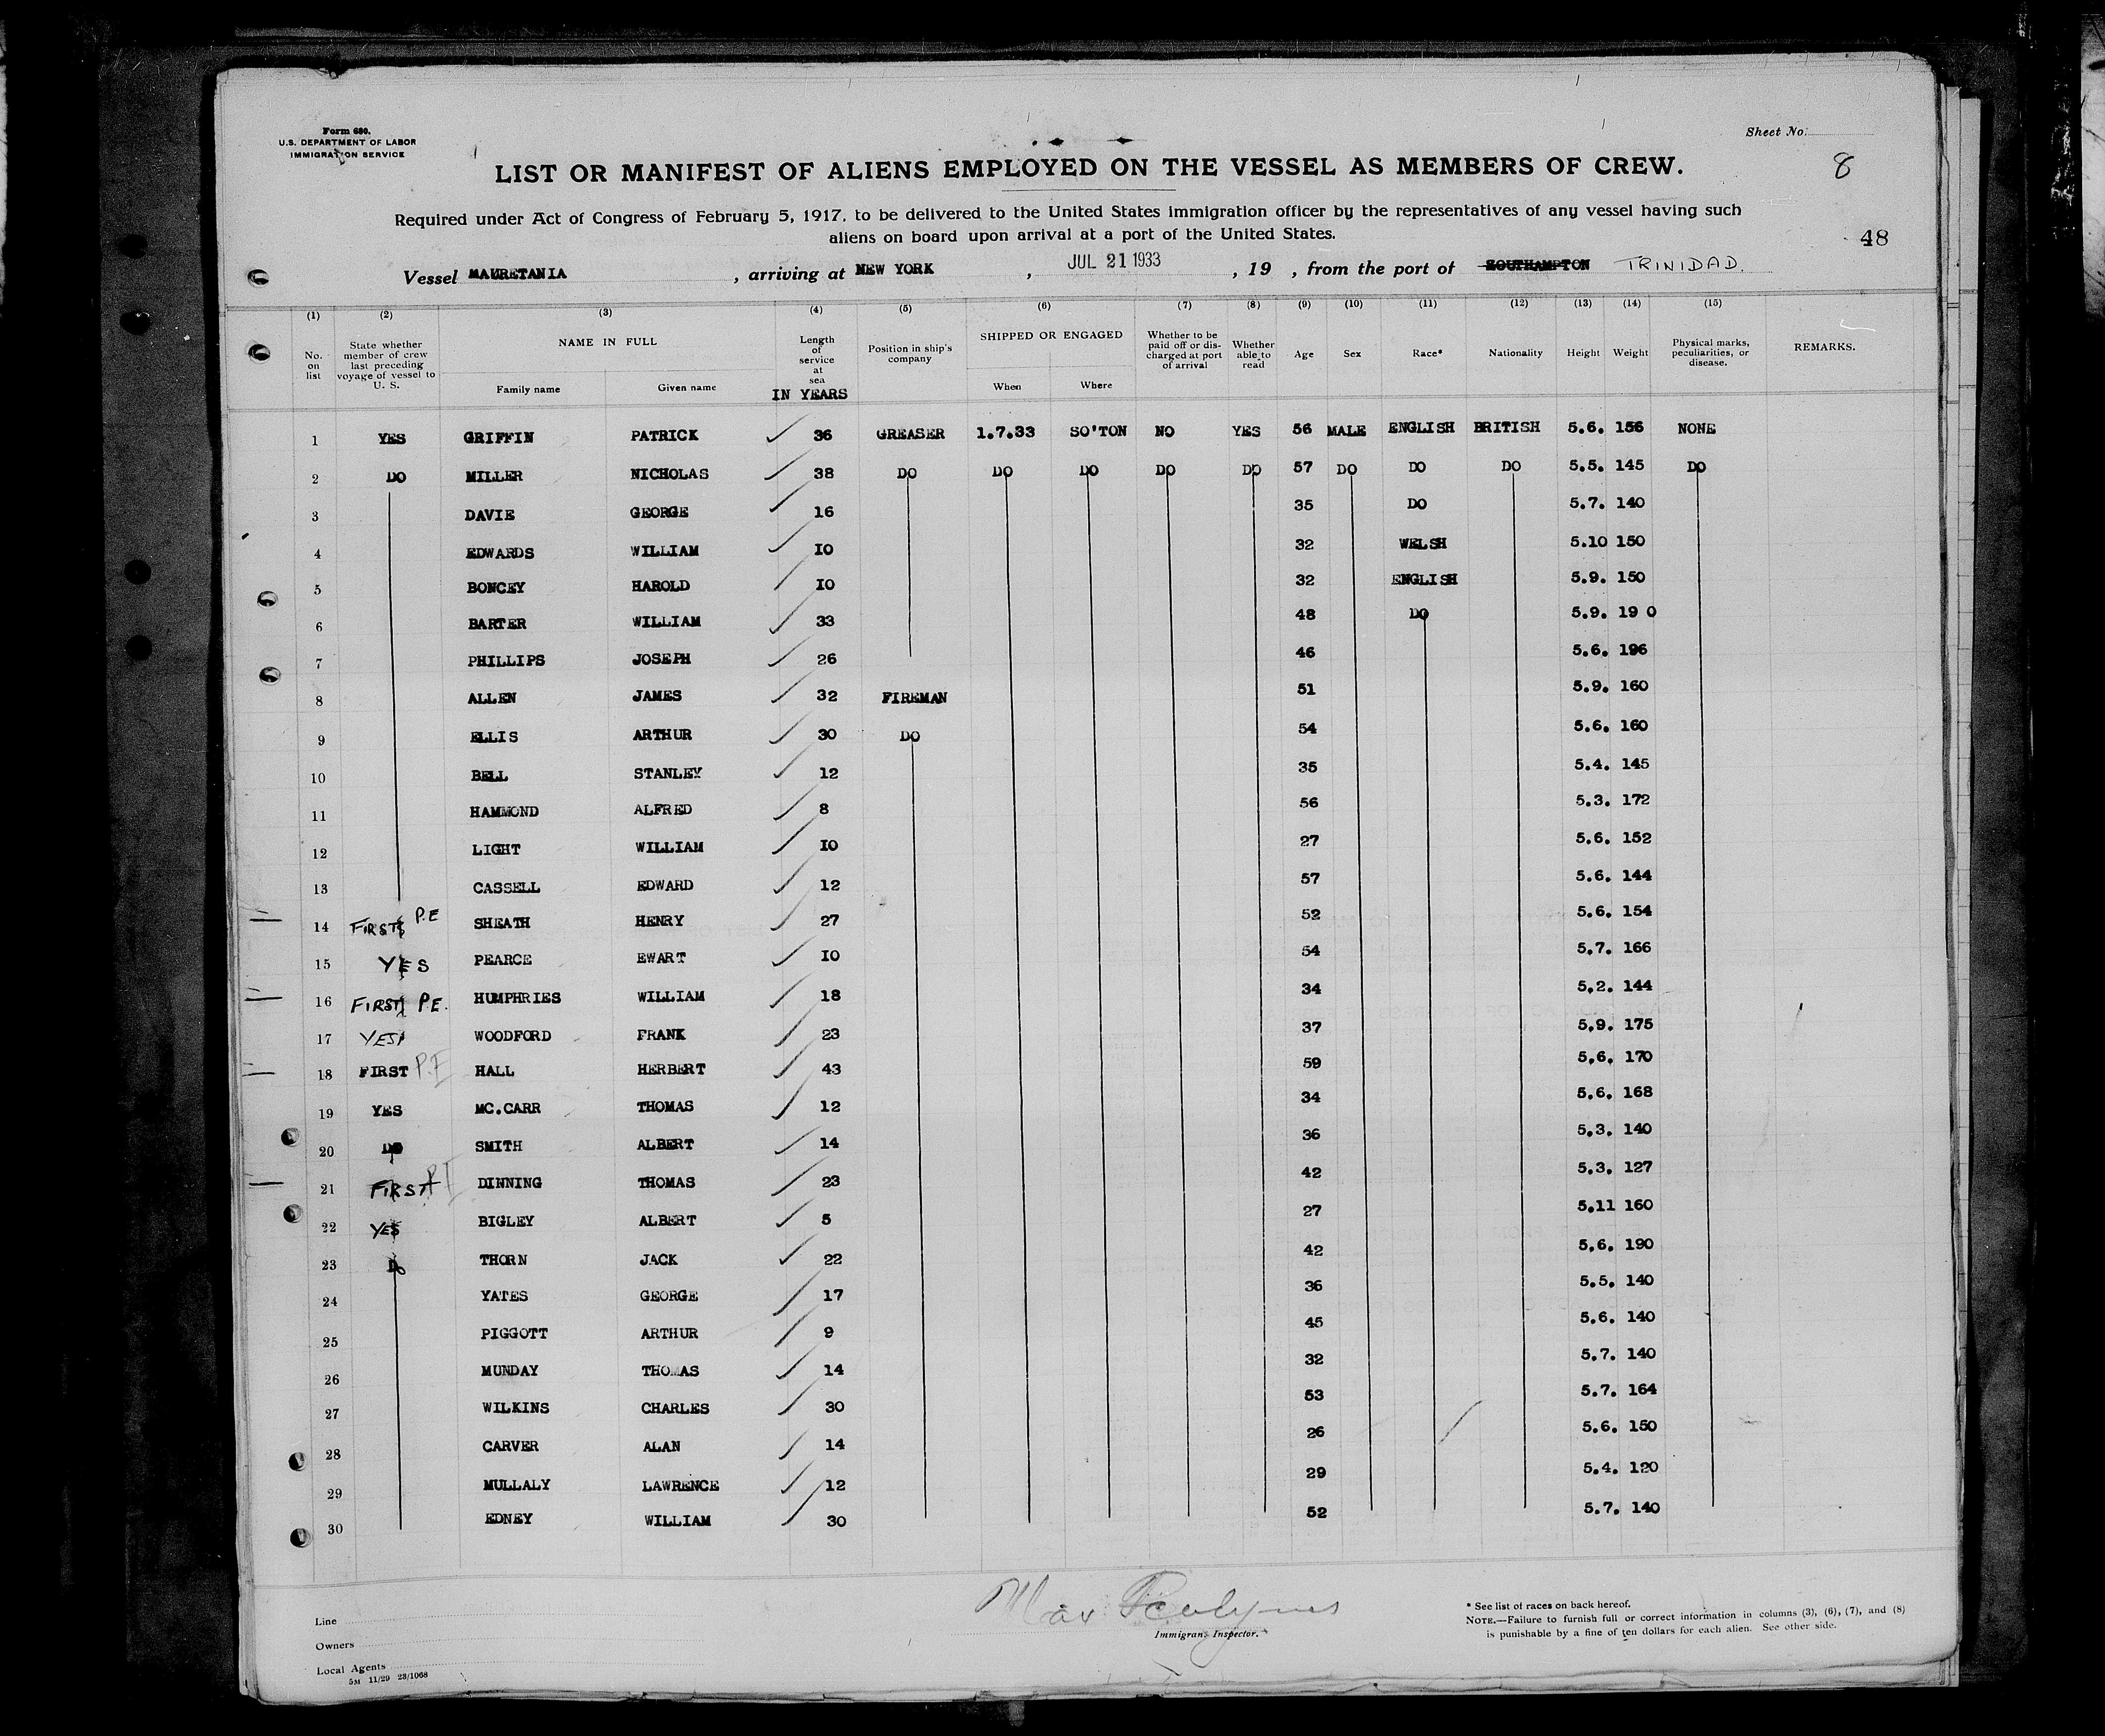 Form 680.
U.S. DEPARTMENT OF LABOR
IMMIGRATION SERVICE
Sheet No.
8
LIST OR MANIFEST OF ALIENS EMPLOYED ON THE VESSEL AS MEMBERS OF CREW.
Required under Act of Congress of February 5, 1917, to be delivered to the United States immigration officer by the representatives of any vessel having such
aliens on board upon arrival at a port of the United States.
48
Vessel MAURETANIA , arriving at NEW YORK , JUL 21 1933 , 19 , from the port of SOUTHAMPTON TRINIDAD.
(1) (2) (3) (4) (5) (6) (7) (8) (9) (10) (11) (12) (13) (14) (15)
No. on list State whether member of crew last preceding voyage of vessel to U. S. NAME IN FULL Family name Given name Length of service at sea IN YEARS Position in ship's company SHIPPED OR ENGAGED When Where Whether to be paid off or discharged at port of arrival Whether able to read Age Sex Race* Nationality Height Weight Physical marks, peculiarities, or disease. REMARKS.
1 YES GRIFFIN PATRICK 36 GREASER 1.7.33 SO'TON NO YES 56 MALE ENGLISH BRITISH 5.6. 156 NONE
2 DO MILLER NICHOLAS 38 DO DO DO DO DO 57 DO DO DO 5.5. 145 DO
3 DAVIE GEORGE 16 35 DO 5.7. 140
4 EDWARDS WILLIAM 10 32 WELSH 5.10 150
5 BONCEY HAROLD 10 32 ENGLISH 5.9. 150
6 BARTER WILLIAM 33 48 DO 5.9. 19 0
7 PHILLIPS JOSEPH 26 46 5.6. 196
8 ALLEN JAMES 32 FIREMAN 51 5.9. 160
9 ELLIS ARTHUR 30 DO 54 5.6. 160
10 BELL STANLEY 12 35 5.4. 145
11 HAMMOND ALFRED 8 56 5.3. 172
12 LIGHT WILLIAM 10 27 5.6. 152
13 CASSELL EDWARD 12 57 5.6. 144
14 FIRST P.E SHEATH HENRY 27 52 5.6. 154
15 YES PEARCE EWART 10 54 5.7. 166
16 FIRST P.E. HUMPHRIES WILLIAM 18 34 5.2. 144
17 YES WOODFORD FRANK 23 37 5.9. 175
18 FIRST P.E HALL HERBERT 43 59 5.6. 170
19 YES MC.CARR THOMAS 12 34 5.6. 168
20 DO SMITH ALBERT 14 36 5.3. 140
21 FIRST DINNING THOMAS 23 42 5.3. 127
22 YES BIGLEY ALBERT 5 27 5.11 160
23 Do THORN JACK 22 42 5.6. 190
24 YATES GEORGE 17 36 5.5. 140
25 PIGGOTT ARTHUR 9 45 5.6. 140
26 MUNDAY THOMAS 14 32 5.7. 140
27 WILKINS CHARLES 30 53 5.7. 164
28 CARVER ALAN 14 26 5.6. 150
29 MULLALY LAWRENCE 12 29 5.4. 120
30 EDNEY WILLIAM 30 52 5.7. 140
Line
Owners
Local Agents
5M 11/29 23/1068
Max
Immigrant Inspector.
* See list of races on back hereof.
NOTE.—Failure to furnish full or correct information in columns (3), (6), (7), and (8)
is punishable by a fine of ten dollars for each alien. See other side.